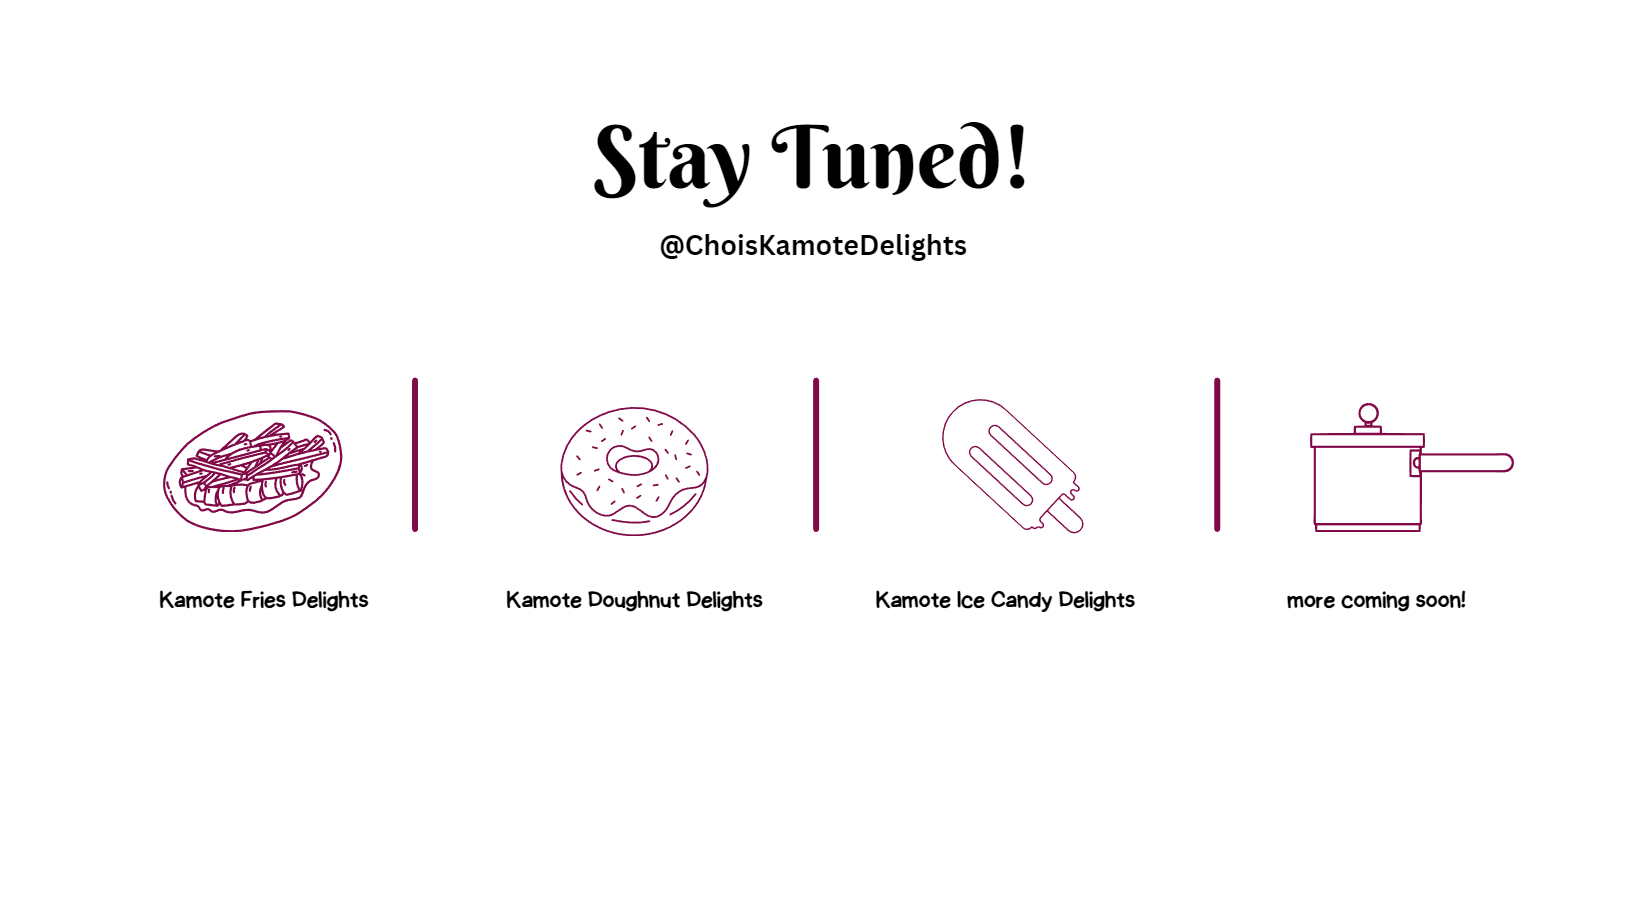 Stay Tuned!
@ChoisKamoteDelights
Kamote Fries Delights
Kamote Doughnut Delights
Kamote Ice Candy Delights
more coming soon!